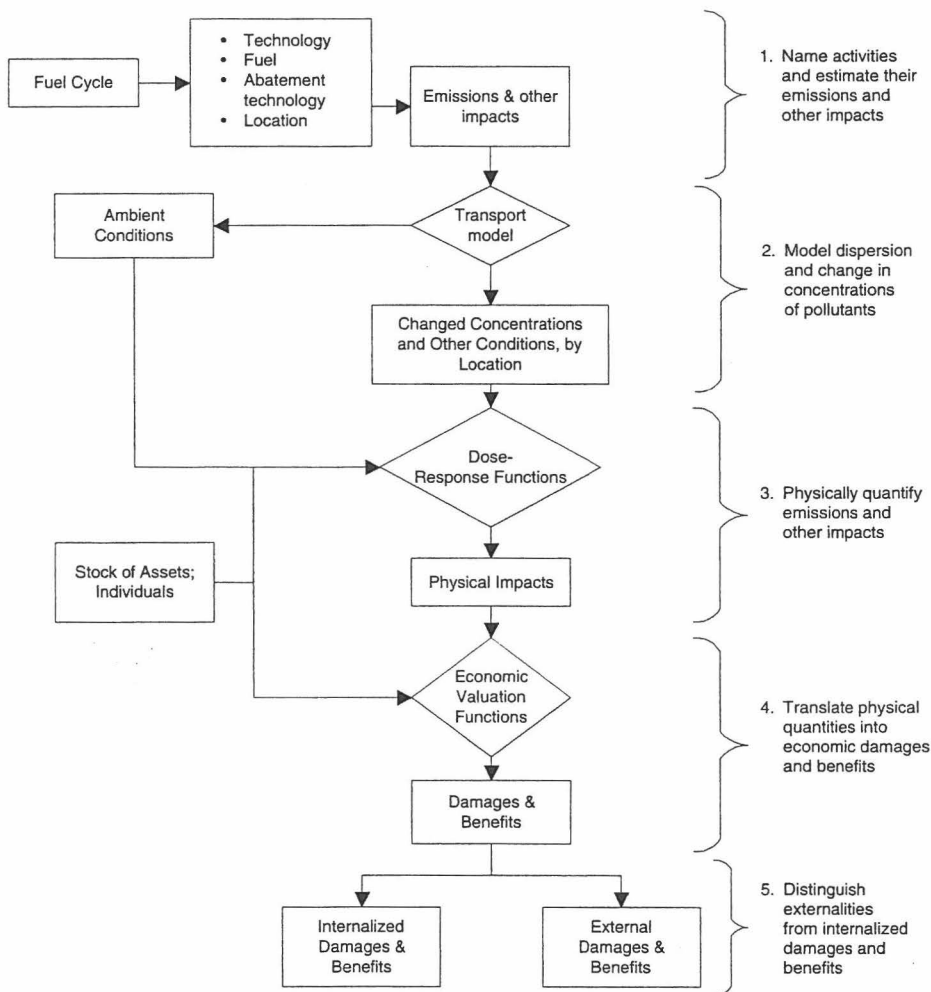 Fuel Cycle
• Technology
• Fuel
• Abatement
technology
• Location
Emissions & other
impacts
1. Name activities
and estimate their
emissions and
other impacts
Ambient
Conditions
Transport
model
Changed Concentrations
and Other Conditions, by
Location
2. Model dispersion
and change in
concentrations
of pollutants
Dose-
Response Functions
Stock of Assets;
Individuals
Physical Impacts
3. Physically quantify
emissions and
other impacts
Economic
Valuation
Functions
Damages &
Benefits
4. Translate physical
quantities into
economic damages
and benefits
Internalized
Damages &
Benefits
External
Damages &
Benefits
5. Distinguish
externalities
from internalized
damages and
benefits